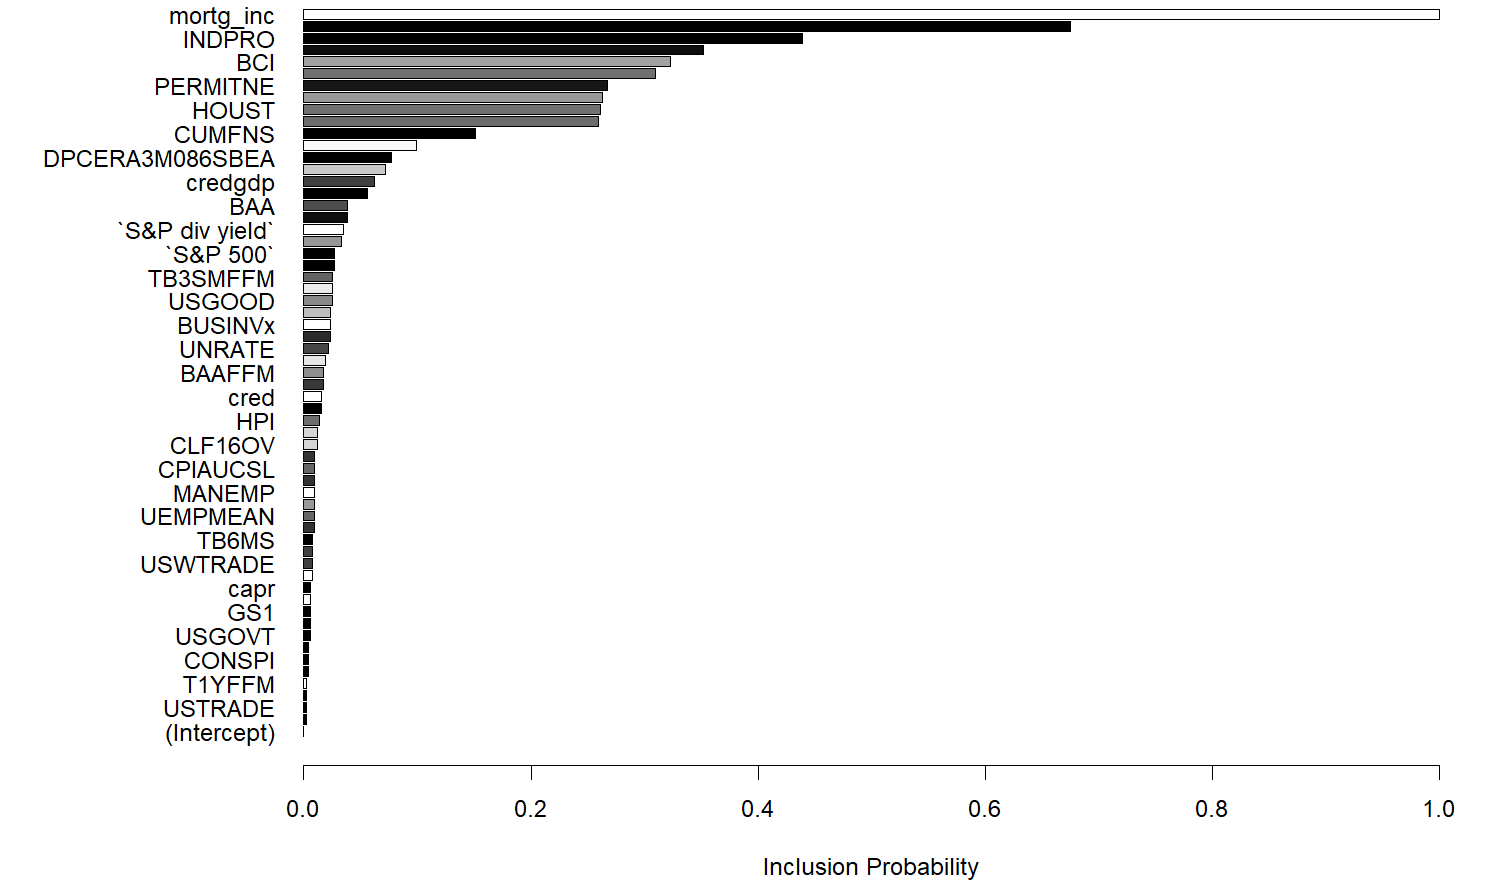 mortg_inc
INDPRO
BCI
PERMITNE
HOUST
CUMFNS
DPCERA3M086SBEA
credgdp
BAA
`S&P div yield`
`S&P 500`
TB3SMFFM
USGOOD
BUSINVx
UNRATE
BAAFFM
cred
HPI
CLF16OV
CPIAUCSL
MANEMP
UEMPMEAN
TB6MS
USWTRADE
capr
GS1
USGOVT
CONSPI
T1YFFM
USTRADE
(Intercept)
0.0 0.2 0.4 0.6 0.8 1.0
Inclusion Probability